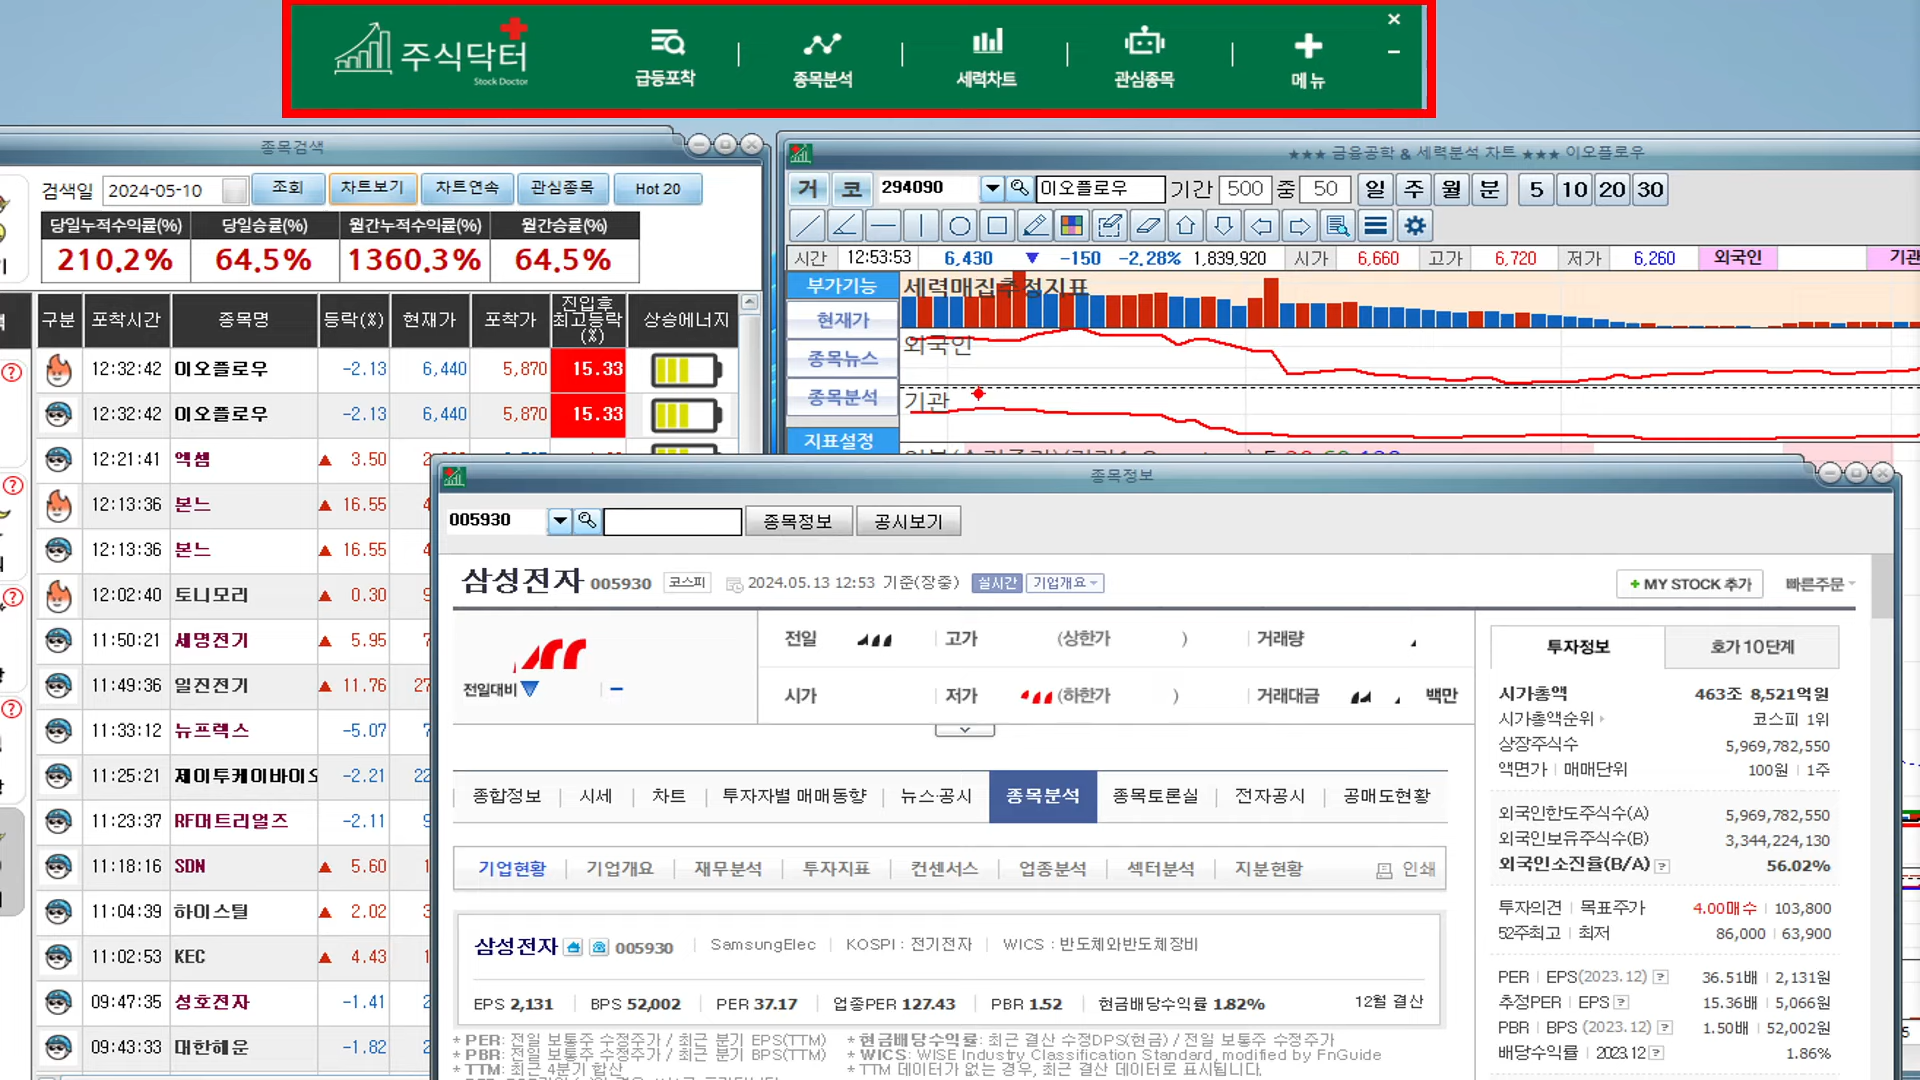 주식닥터
Stock Doctor
급등포착
종목분석
세력차트
관심종목
메뉴
종목검색
검색일 2024-05-10 조회 차트보기 차트연속 관심종목 Hot 20
당일누적수익률(%) 당일승률(%) 월간누적수익률(%) 월간승률(%)
210.2% 64.5% 1360.3% 64.5%
구분 포착시간 종목명 등락(%) 현재가 포착가 진입후 최고등락 (%) 상승에너지
12:32:42 이오플로우 -2.13 6,440 5,870 15.33
12:32:42 이오플로우 -2.13 6,440 5,870 15.33
12:21:41 엑셈 ▲ 3.50
12:13:36 본느 ▲ 16.55
12:13:36 본느 ▲ 16.55
12:02:40 토니모리 ▲ 0.30
11:50:21 세명전기 ▲ 5.95
11:49:36 일진전기 ▲ 11.76
11:33:12 뉴프렉스 -5.07
11:25:21 제이투케이바이오 -2.21
11:23:37 RF머트리얼즈 -2.11
11:18:16 SDN ▲ 5.60
11:04:39 하이스틸 ▲ 2.02
11:02:53 KEC ▲ 4.43
09:47:35 성호전자 -1.41
09:43:33 대한해운 -1.82
★★★ 금융공학 & 세력분석 차트 ★★★ 이오플로우
거 코 294090 이오플로우 기간 500 중 50 일 주 월 분 5 10 20 30
시간 12:53:53 6,430 ▼ -150 -2.28% 1,839,920 시가 6,660 고가 6,720 저가 6,260 외국인 기관
부가기능
현재가
종목뉴스
종목분석
지표설정
세력매집추정지표
외국인
기관
종목정보
005930 종목정보 공시보기
삼성전자 005930 코스피 2024.05.13 12:53 기준(장중) 실시간 기업개요
+ MY STOCK 추가 빠른주문
전일대비 ▼
전일 고가 (상한가 ) 거래량
시가 저가 (하한가 ) 거래대금 백만
종합정보 시세 차트 투자자별 매매동향 뉴스·공시 종목분석 종목토론실 전자공시 공매도현황
기업현황 기업개요 재무분석 투자지표 컨센서스 업종분석 섹터분석 지분현황 인쇄
삼성전자 005930 SamsungElec KOSPI : 전기전자 WICS : 반도체와반도체장비
EPS 2,131 BPS 52,002 PER 37.17 업종PER 127.43 PBR 1.52 현금배당수익률 1.82% 12월 결산
* PER: 전일 보통주 수정주가 / 최근 분기 EPS(TTM) * 현금배당수익률: 최근 결산 수정DPS(현금) / 전일 보통주 수정주가
* PBR: 전일 보통주 수정주가 / 최근 분기 BPS(TTM) * WICS: WISE Industry Classification Standard, modified by FnGuide
* TTM: 최근 4분기 합산 * TTM 데이터가 없는 경우, 최근 결산 데이터로 표시됩니다.
투자정보 호가 10단계
시가총액 463조 8,521억원
시가총액순위 코스피 1위
상장주식수 5,969,782,550
액면가 매매단위 100원 1주
외국인한도주식수(A) 5,969,782,550
외국인보유주식수(B) 3,344,224,130
외국인소진율(B/A) ? 56.02%
투자의견 목표주가 4.00매수 103,800
52주최고 최저 86,000 63,900
PER EPS(2023.12) ? 36.51배 2,131원
추정PER EPS ? 15.36배 5,066원
PBR BPS (2023.12) ? 1.50배 52,002원
배당수익률 2023.12 ? 1.86%